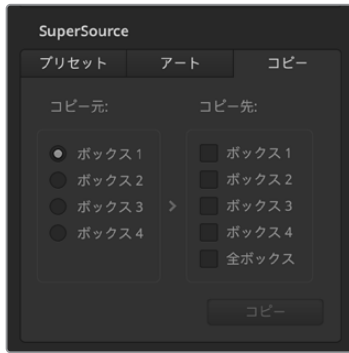 SuperSource
プリセット アート コピー
コピー元: コピー先:
ボックス 1 ボックス 1
ボックス 2 ボックス 2
ボックス 3 ボックス 3
ボックス 4 ボックス 4
全ボックス
コピー